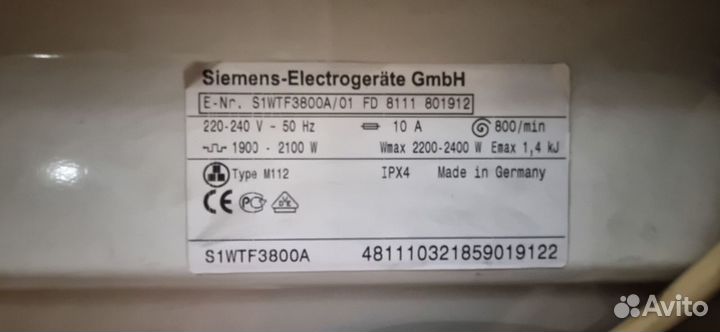 Siemens-Electrogeräte GmbH
E-Nr. S1WTF3800A/01 FD 8111 801912
220-240 V - 50 Hz 10 A 800/min
1900 - 2100 W Wmax 2200-2400 W Emax 1,4 kJ
Type M112 IPX4 Made in Germany
CE
S1WTF3800A 481110321859019122
Avito